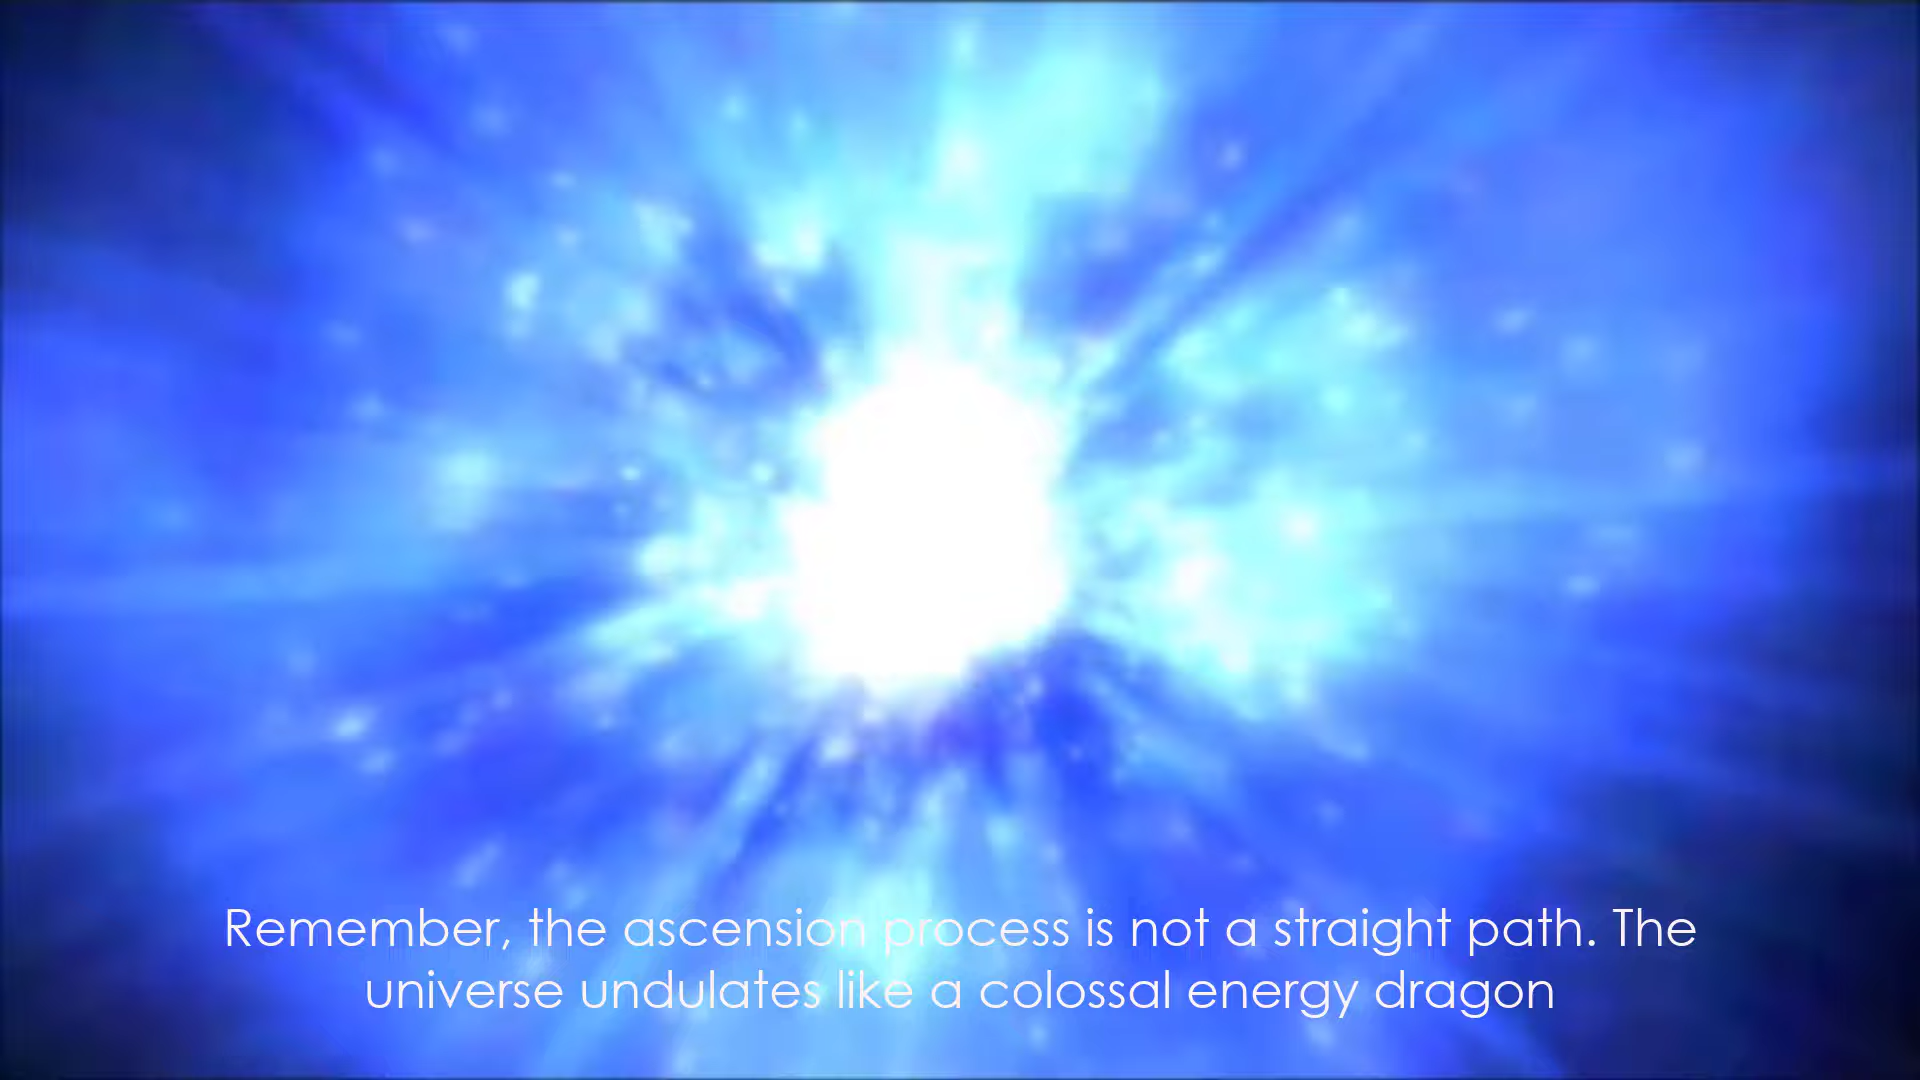 Remember, the ascension process is not a straight path. The
universe undulates like a colossal energy dragon